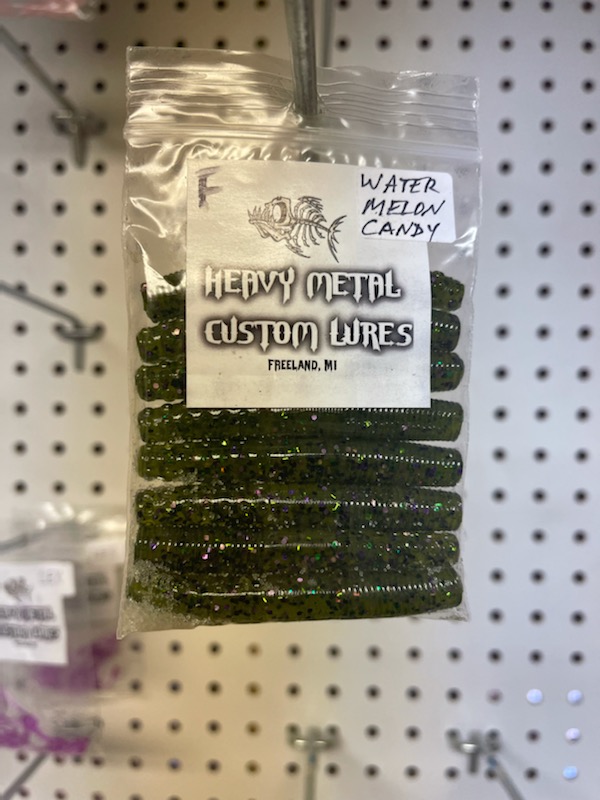 F
WATER
MELON
CANDY
HEAVY METAL
CUSTOM LURES
FREELAND, MI